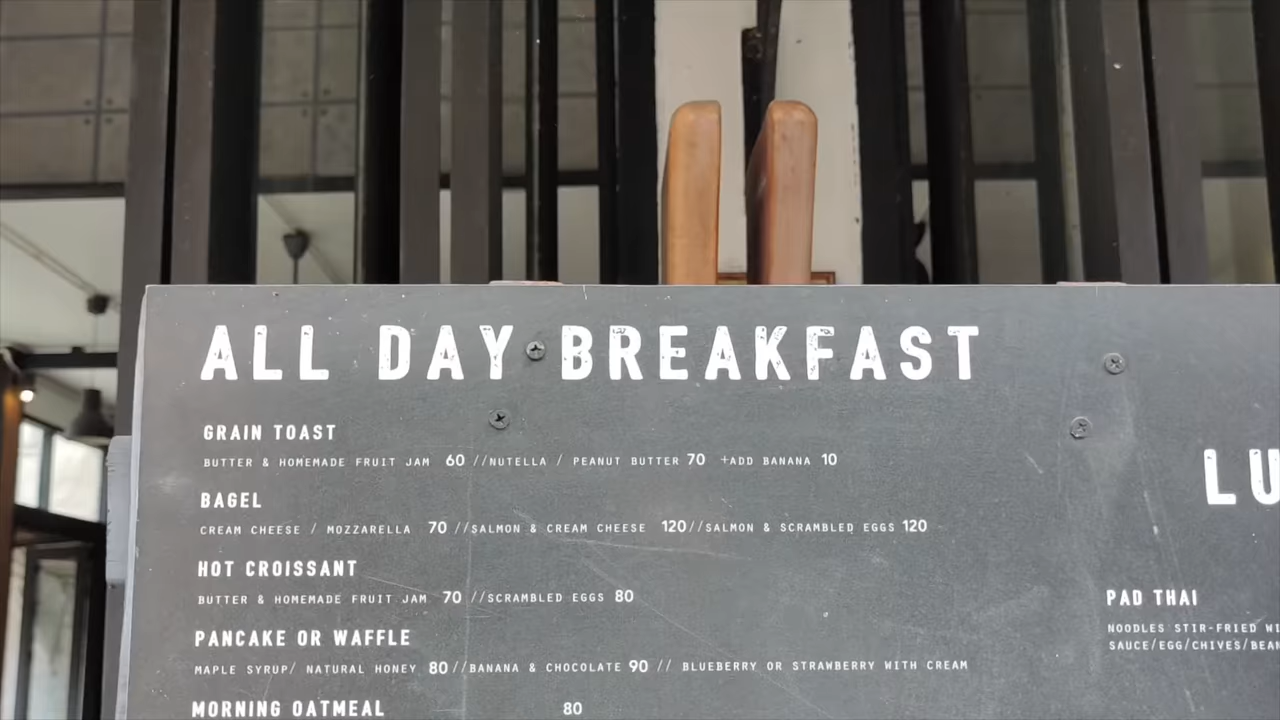 ALL DAY BREAKFAST
GRAIN TOAST
BUTTER & HOMEMADE FRUIT JAM 60 //NUTELLA / PEANUT BUTTER 70 +ADD BANANA 10
BAGEL
CREAM CHEESE / MOZZARELLA 70 //SALMON & CREAM CHEESE 120//SALMON & SCRAMBLED EGGS 120
HOT CROISSANT
BUTTER & HOMEMADE FRUIT JAM 70 //SCRAMBLED EGGS 80
PANCAKE OR WAFFLE
MAPLE SYRUP/ NATURAL HONEY 80//BANANA & CHOCOLATE 90 // BLUEBERRY OR STRAWBERRY WITH CREAM
MORNING OATMEAL 80
LU
PAD THAI
NOODLES STIR-FRIED WI
SAUCE/EGG/CHIVES/BEAN